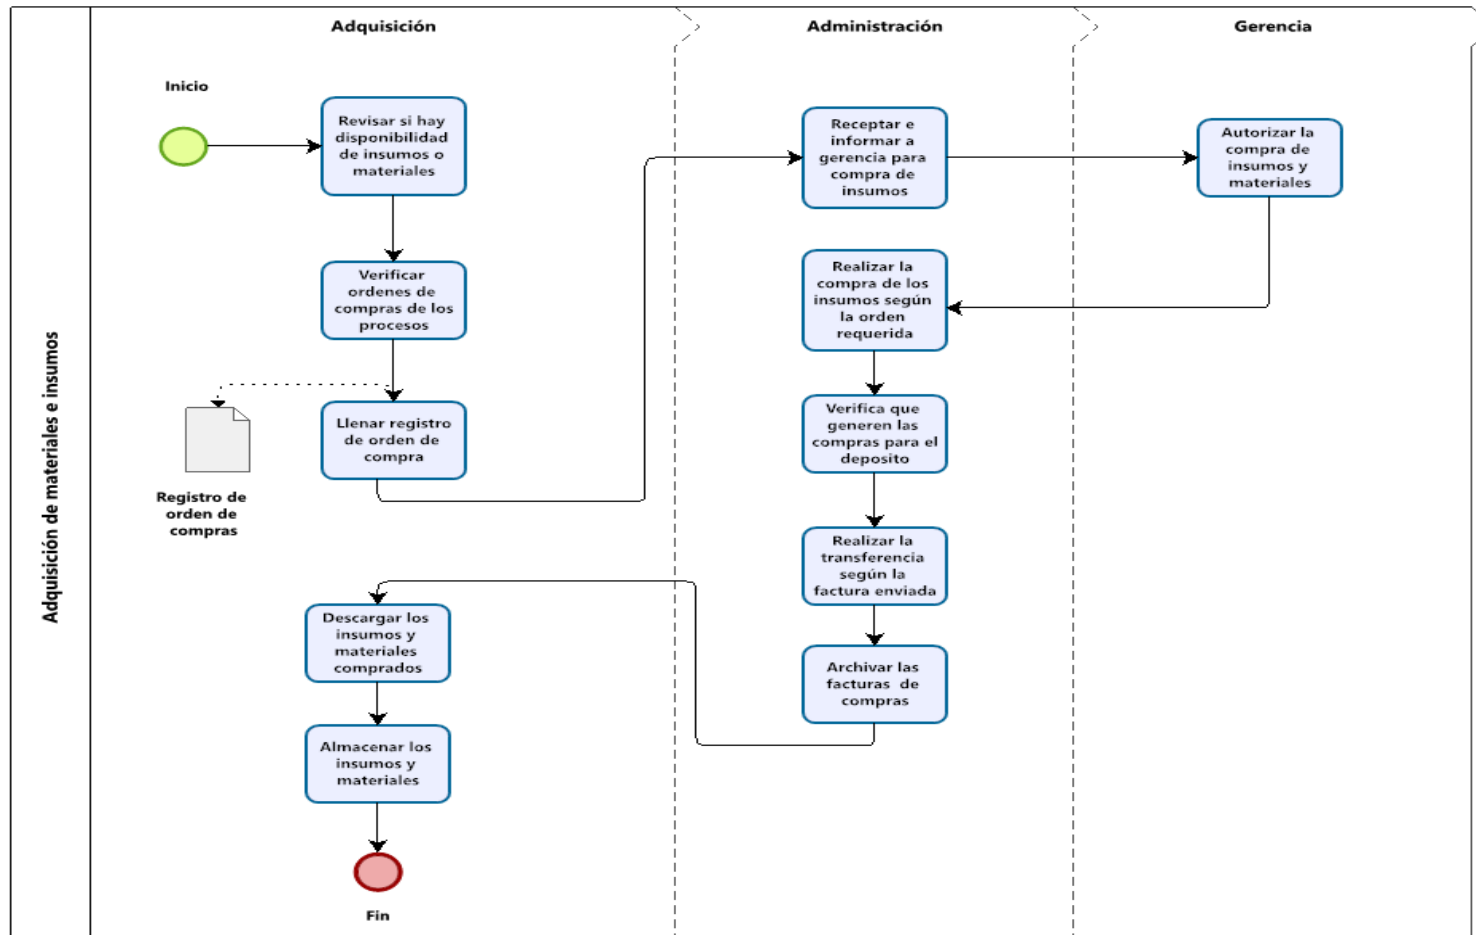 Adquisición de materiales e insumos
Adquisición
Administración
Gerencia
Inicio
Revisar si hay
disponibilidad
de insumos o
materiales
Verificar
ordenes de
compras de los
procesos
Llenar registro
de orden de
compra
Registro de
orden de
compras
Receptar e
informar a
gerencia para
compra de
insumos
Autorizar la
compra de
insumos y
materiales
Realizar la
compra de los
insumos según
la orden
requerida
Verifica que
generen las
compras para el
deposito
Realizar la
transferencia
según la
factura enviada
Archivar las
facturas de
compras
Descargar los
insumos y
materiales
comprados
Almacenar los
insumos y
materiales
Fin